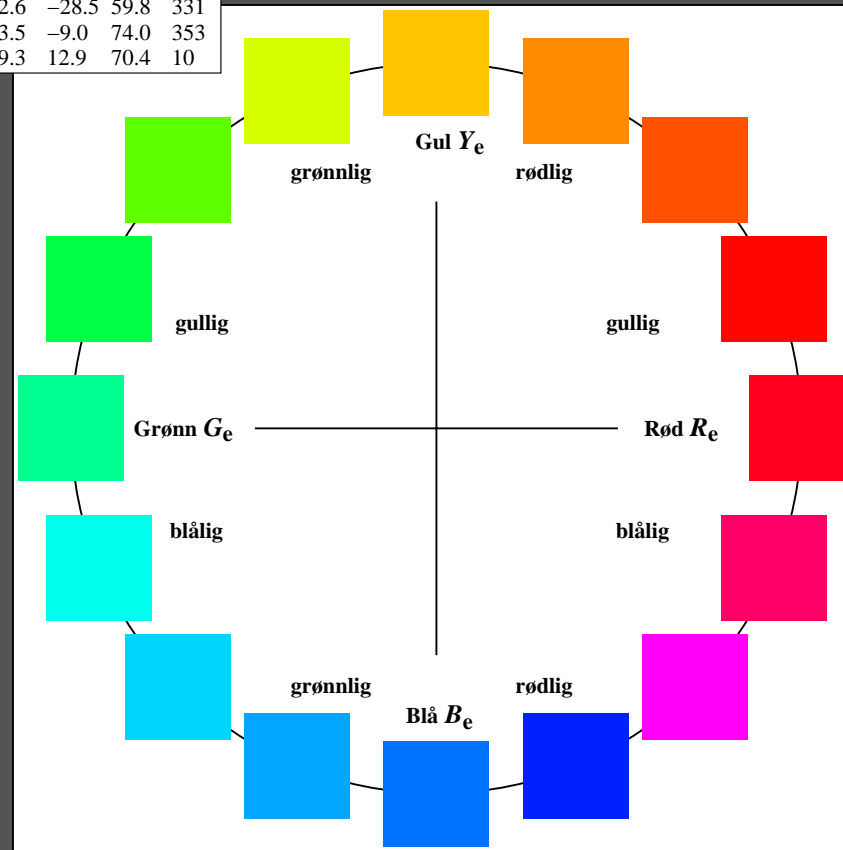 2.6 −28.5 59.8 331
3.5 −9.0 74.0 353
9.3 12.9 70.4 10
Gul Yₑ
grønnlig rødlig
gullig gullig
Grønn Gₑ Rød Rₑ
blålig blålig
grønnlig rødlig
Blå Bₑ